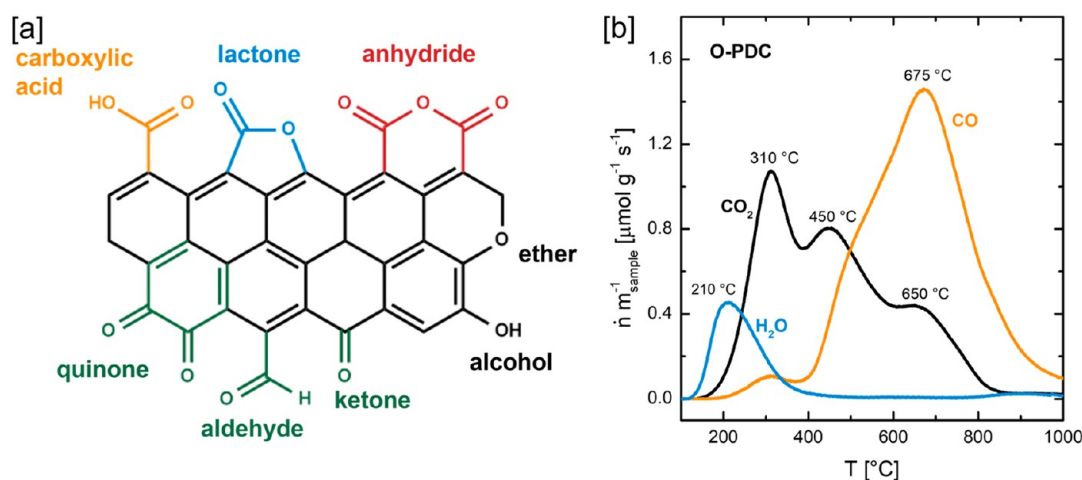 [a]
carboxylic
acid
lactone
anhydride
HO
O
O
O
O
O
O
O
ether
O
O
quinone
O
H
aldehyde
O
ketone
OH
alcohol
[b]
O-PDC
675 °C
CO
310 °C
CO2
450 °C
210 °C
H2O
650 °C
1.6
1.2
0.8
0.4
0.0
ṅ m⁻¹sample [µmol g⁻¹ s⁻¹]
200
400
600
800
1000
T [°C]